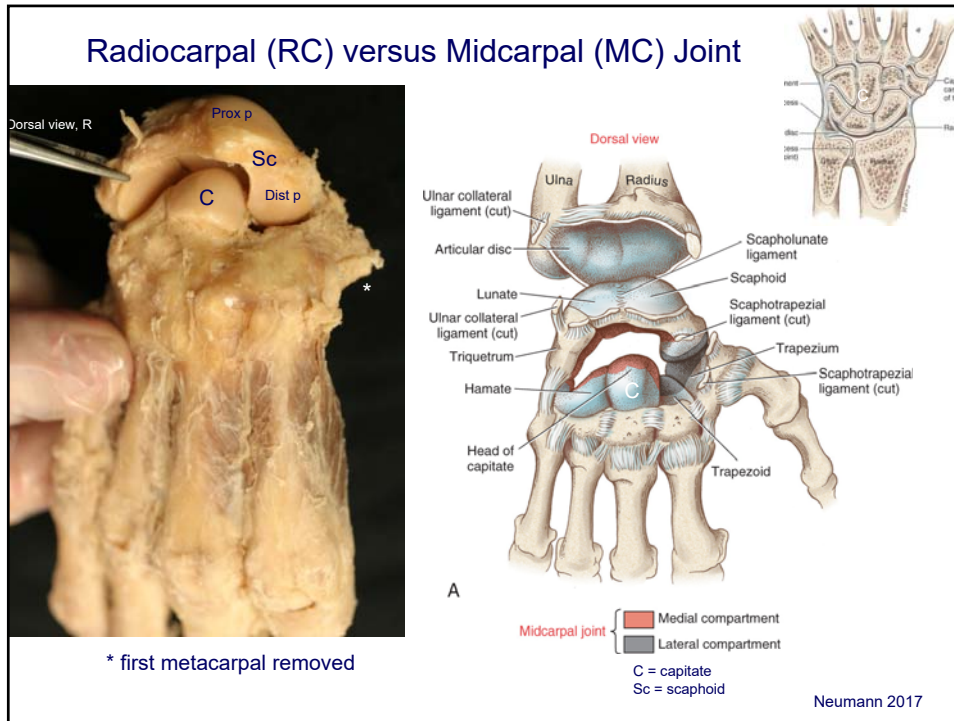 Radiocarpal (RC) versus Midcarpal (MC) Joint
Dorsal view, R
Prox p
Sc
C
Dist p
*
* first metacarpal removed
Dorsal view
Ulna
Radius
Ulnar collateral
ligament (cut)
Articular disc
Lunate
Ulnar collateral
ligament (cut)
Triquetrum
Hamate
Head of
capitate
Scapholunate
ligament
Scaphoid
Scaphotrapezial
ligament (cut)
Trapezium
Scaphotrapezial
ligament (cut)
Trapezoid
C
A
Midcarpal joint
Medial compartment
Lateral compartment
C = capitate
Sc = scaphoid
C
Neumann 2017